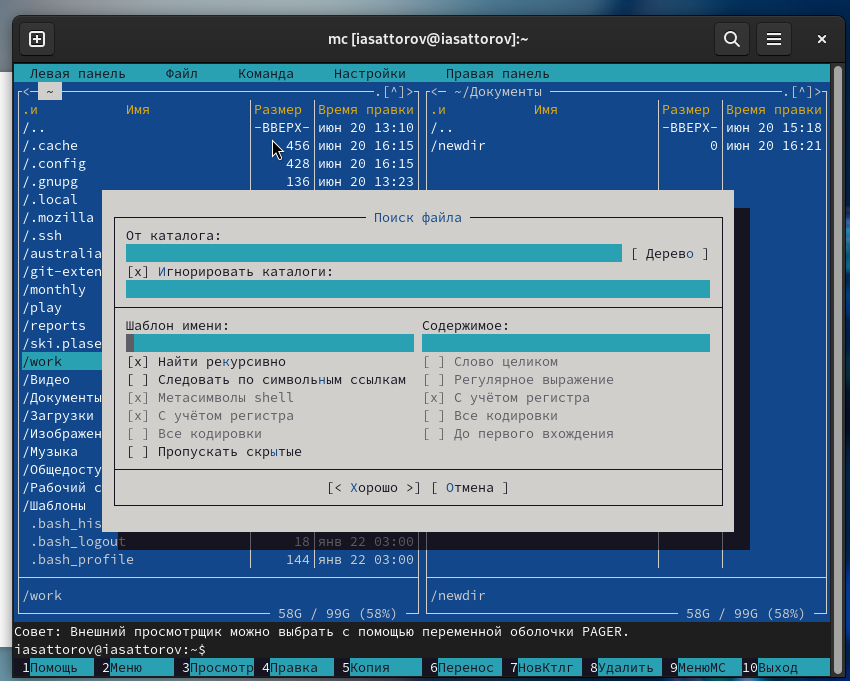 mc [iasattorov@iasattorov]:~
Левая панель Файл Команда Настройки Правая панель
<─ ~ ─.[^]> <─ ~/Документы ─.[^]>
.и Имя Размер Время правки .и Имя Размер Время правки
/.. -ВВЕРХ- июн 20 13:10 /.. -ВВЕРХ- июн 20 15:18
/.cache 456 июн 20 16:15 /newdir 0 июн 20 16:21
/.config 428 июн 20 16:15
/.gnupg 136 июн 20 13:23
/.local
/.mozilla
/.ssh
/australia
/git-exten
/monthly
/play
/reports
/ski.plase
/work
/Видео
/Документы
/Загрузки
/Изображен
/Музыка
/Общедосту
/Рабочий с
/Шаблоны
.bash_his
.bash_logout 18 янв 22 03:00
.bash_profile 144 янв 22 03:00
Поиск файла
От каталога:
[ Дерево ]
[x] Игнорировать каталоги:
Шаблон имени: Содержимое:
[x] Найти рекурсивно [ ] Слово целиком
[ ] Следовать по символьным ссылкам [ ] Регулярное выражение
[x] Метасимволы shell [x] С учётом регистра
[x] С учётом регистра [ ] Все кодировки
[ ] Все кодировки [ ] До первого вхождения
[ ] Пропускать скрытые
[< Хорошо >] [ Отмена ]
/work /newdir
58G / 99G (58%) 58G / 99G (58%)
Совет: Внешний просмотрщик можно выбрать с помощью переменной оболочки PAGER.
iasattorov@iasattorov:~$
1Помощь 2Меню 3Просмотр 4Правка 5Копия 6Перенос 7НовКтлг 8Удалить 9МенюМС 10Выход